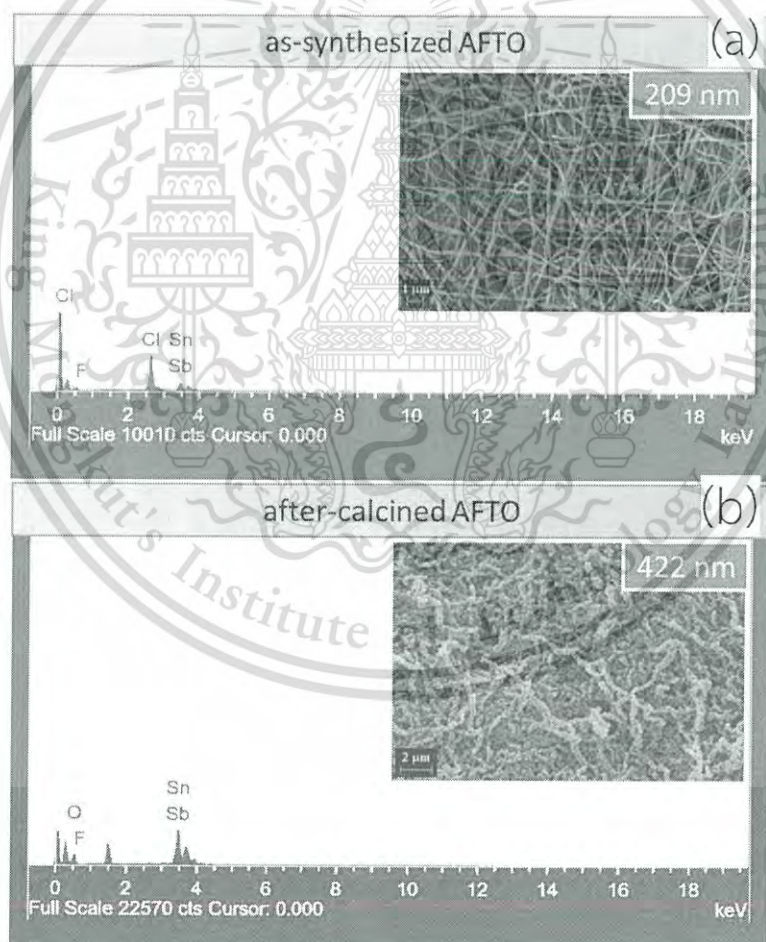 as-synthesized AFTO
(a)
209 nm
1 µm
Cl
F
Cl Sn
Sb
0 2 4 6 8 10 12 14 16 18
Full Scale 10010 cts Cursor: 0.000 keV
after-calcined AFTO
(b)
422 nm
2 µm
O
F
Sn
Sb
0 2 4 6 8 10 12 14 16 18
Full Scale 22570 cts Cursor: 0.000 keV
King Mongkut's Institute of Technology Ladkrabang